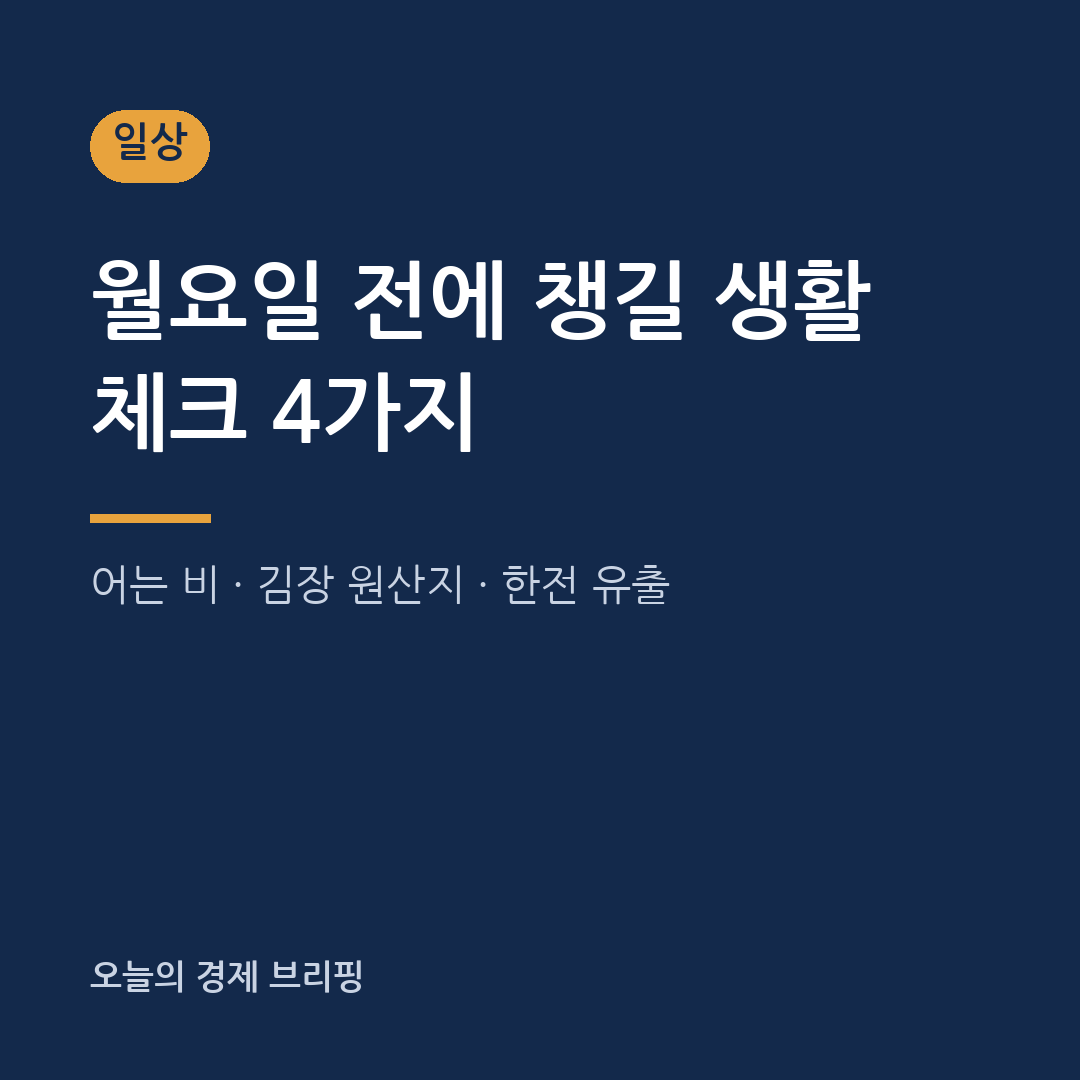 일상
월요일 전에 챙길 생활
체크 4가지
어는 비 · 김장 원산지 · 한전 유출
오늘의 경제 브리핑